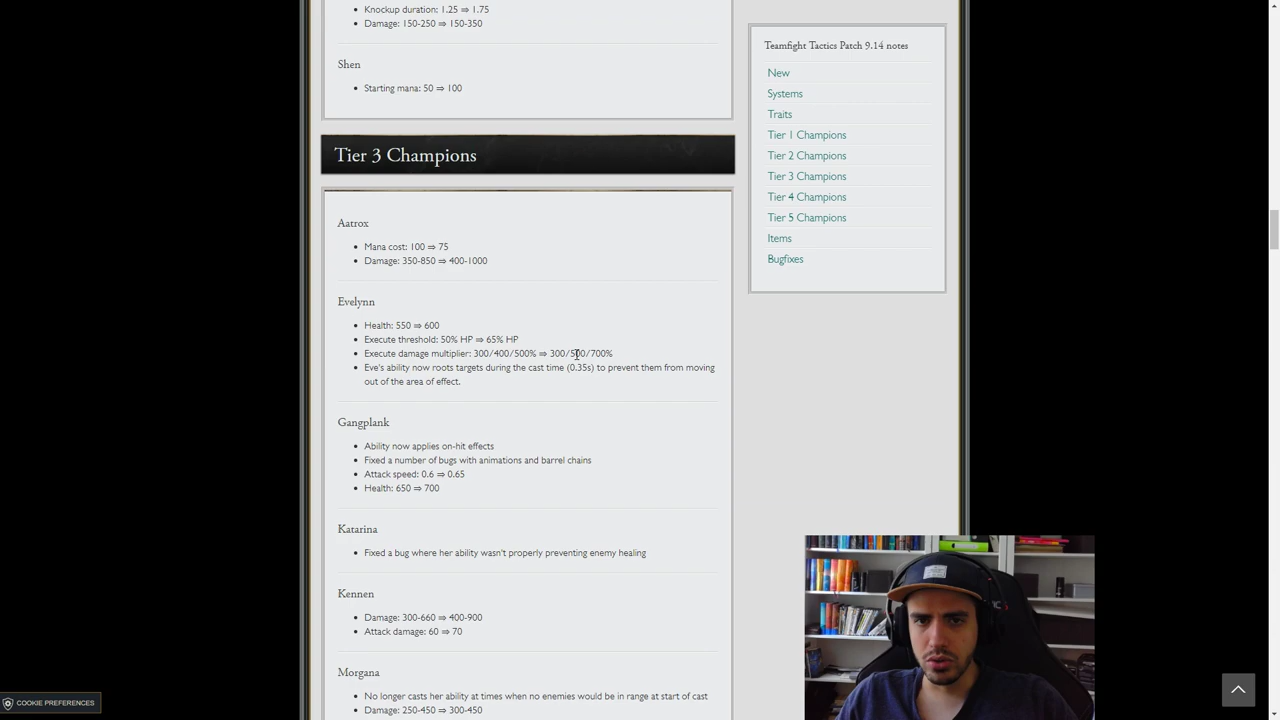 Knockup duration: 1.25 ⇒ 1.75
Damage: 150-250 ⇒ 150-350
Shen
Starting mana: 50 ⇒ 100
Tier 3 Champions
Aatrox
Mana cost: 100 ⇒ 75
Damage: 350-850 ⇒ 400-1000
Evelynn
Health: 550 ⇒ 600
Execute threshold: 50% HP ⇒ 65% HP
Execute damage multiplier: 300/400/500% ⇒ 300/500/700%
Eve's ability now roots targets during the cast time (0.35s) to prevent them from moving
out of the area of effect.
Gangplank
Ability now applies on-hit effects
Fixed a number of bugs with animations and barrel chains
Attack speed: 0.6 ⇒ 0.65
Health: 650 ⇒ 700
Katarina
Fixed a bug where her ability wasn't properly preventing enemy healing
Kennen
Damage: 300-660 ⇒ 400-900
Attack damage: 60 ⇒ 70
Morgana
No longer casts her ability at times when no enemies would be in range at start of cast
Damage: 250-450 ⇒ 300-450
Teamfight Tactics Patch 9.14 notes
New
Systems
Traits
Tier 1 Champions
Tier 2 Champions
Tier 3 Champions
Tier 4 Champions
Tier 5 Champions
Items
Bugfixes
COOKIE PREFERENCES